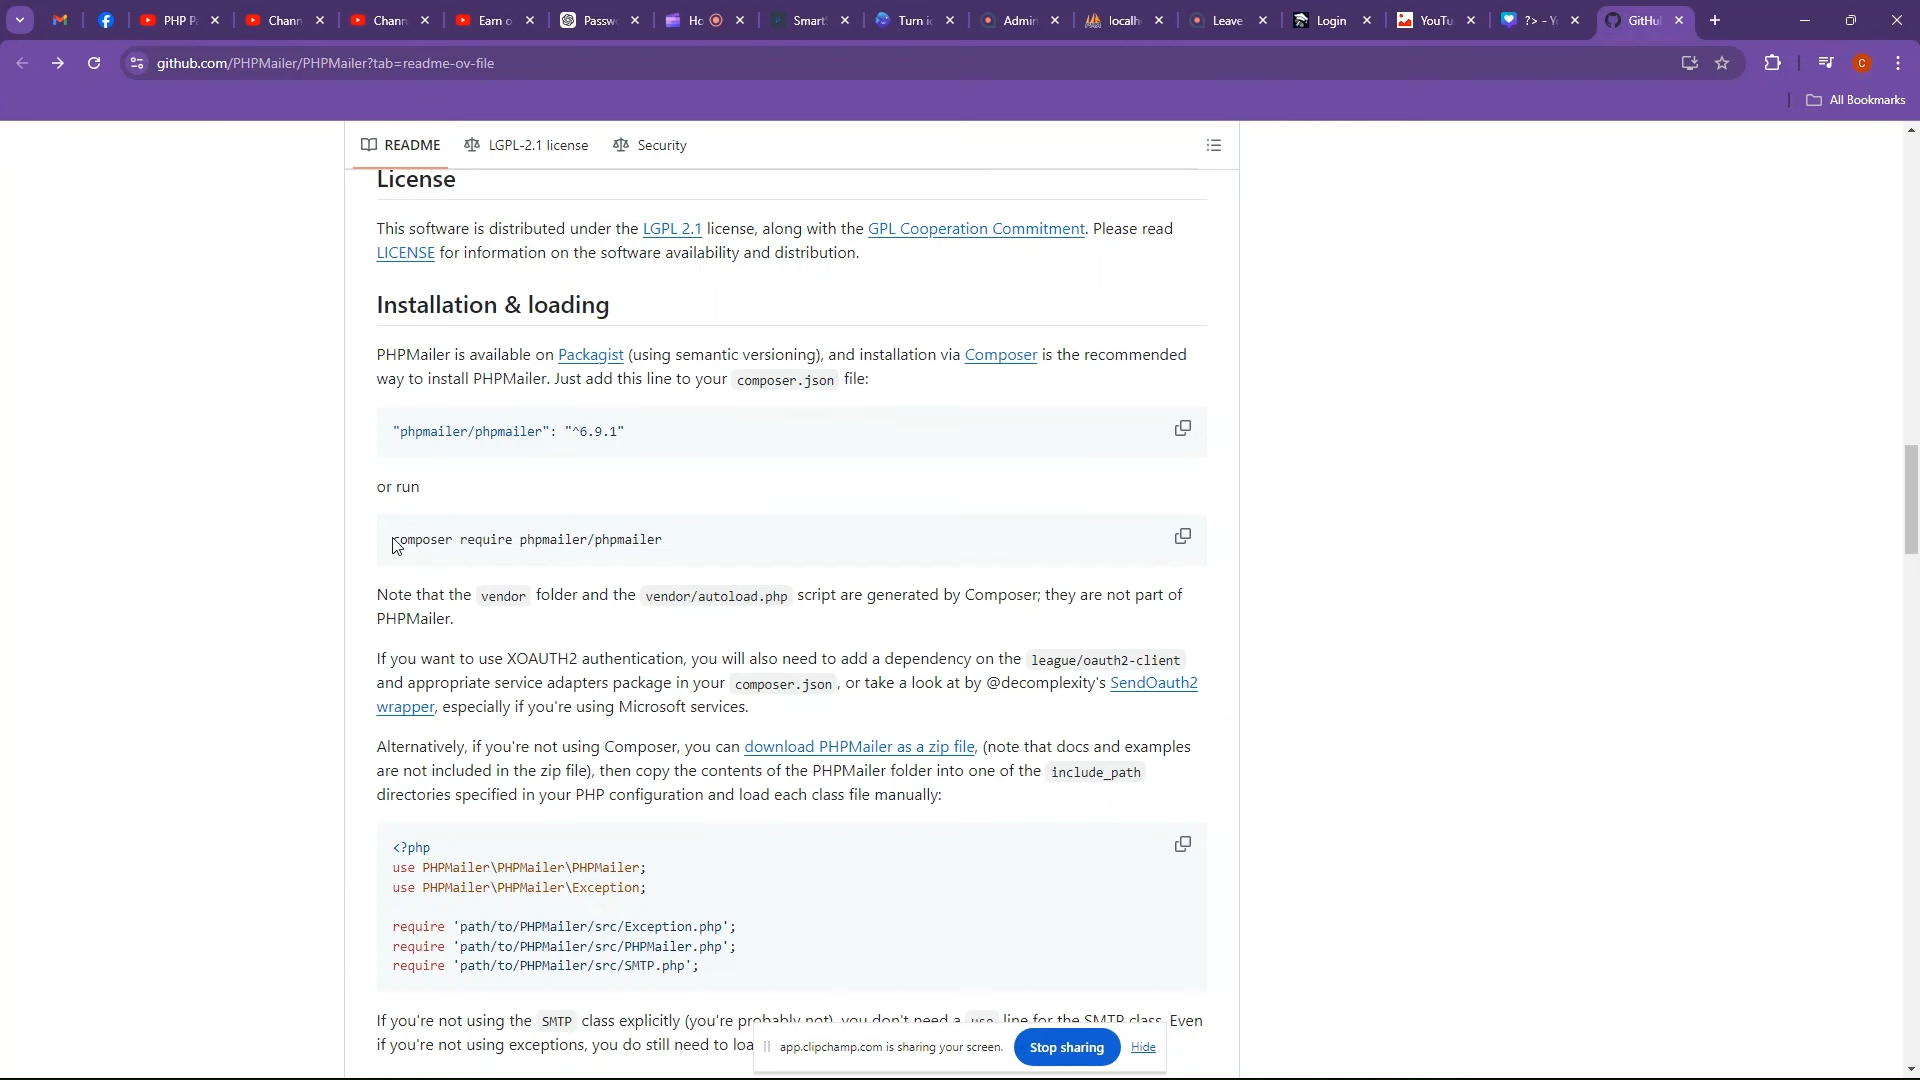 PHP P
Chann
Chann
Earn o
Passw
Ho
Smart
Turn i
Admin
localh
Leave
Login
YouTu
?> - Y
GitHu
github.com/PHPMailer/PHPMailer?tab=readme-ov-file
C
All Bookmarks
README
LGPL-2.1 license
Security
License
This software is distributed under the LGPL 2.1 license, along with the GPL Cooperation Commitment. Please read
LICENSE for information on the software availability and distribution.
Installation & loading
PHPMailer is available on Packagist (using semantic versioning), and installation via Composer is the recommended
way to install PHPMailer. Just add this line to your composer.json file:
"phpmailer/phpmailer": "^6.9.1"
or run
composer require phpmailer/phpmailer
Note that the vendor folder and the vendor/autoload.php script are generated by Composer; they are not part of
PHPMailer.
If you want to use XOAUTH2 authentication, you will also need to add a dependency on the league/oauth2-client
and appropriate service adapters package in your composer.json, or take a look at by @decomplexity's SendOauth2
wrapper, especially if you're using Microsoft services.
Alternatively, if you're not using Composer, you can download PHPMailer as a zip file, (note that docs and examples
are not included in the zip file), then copy the contents of the PHPMailer folder into one of the include_path
directories specified in your PHP configuration and load each class file manually:
<?php
use PHPMailer\PHPMailer\PHPMailer;
use PHPMailer\PHPMailer\Exception;
require 'path/to/PHPMailer/src/Exception.php';
require 'path/to/PHPMailer/src/PHPMailer.php';
require 'path/to/PHPMailer/src/SMTP.php';
If you're not using the SMTP class explicitly (you're probably not), you don't need a use line for the SMTP class. Even
if you're not using exceptions, you do still need to loa
app.clipchamp.com is sharing your screen.
Stop sharing
Hide